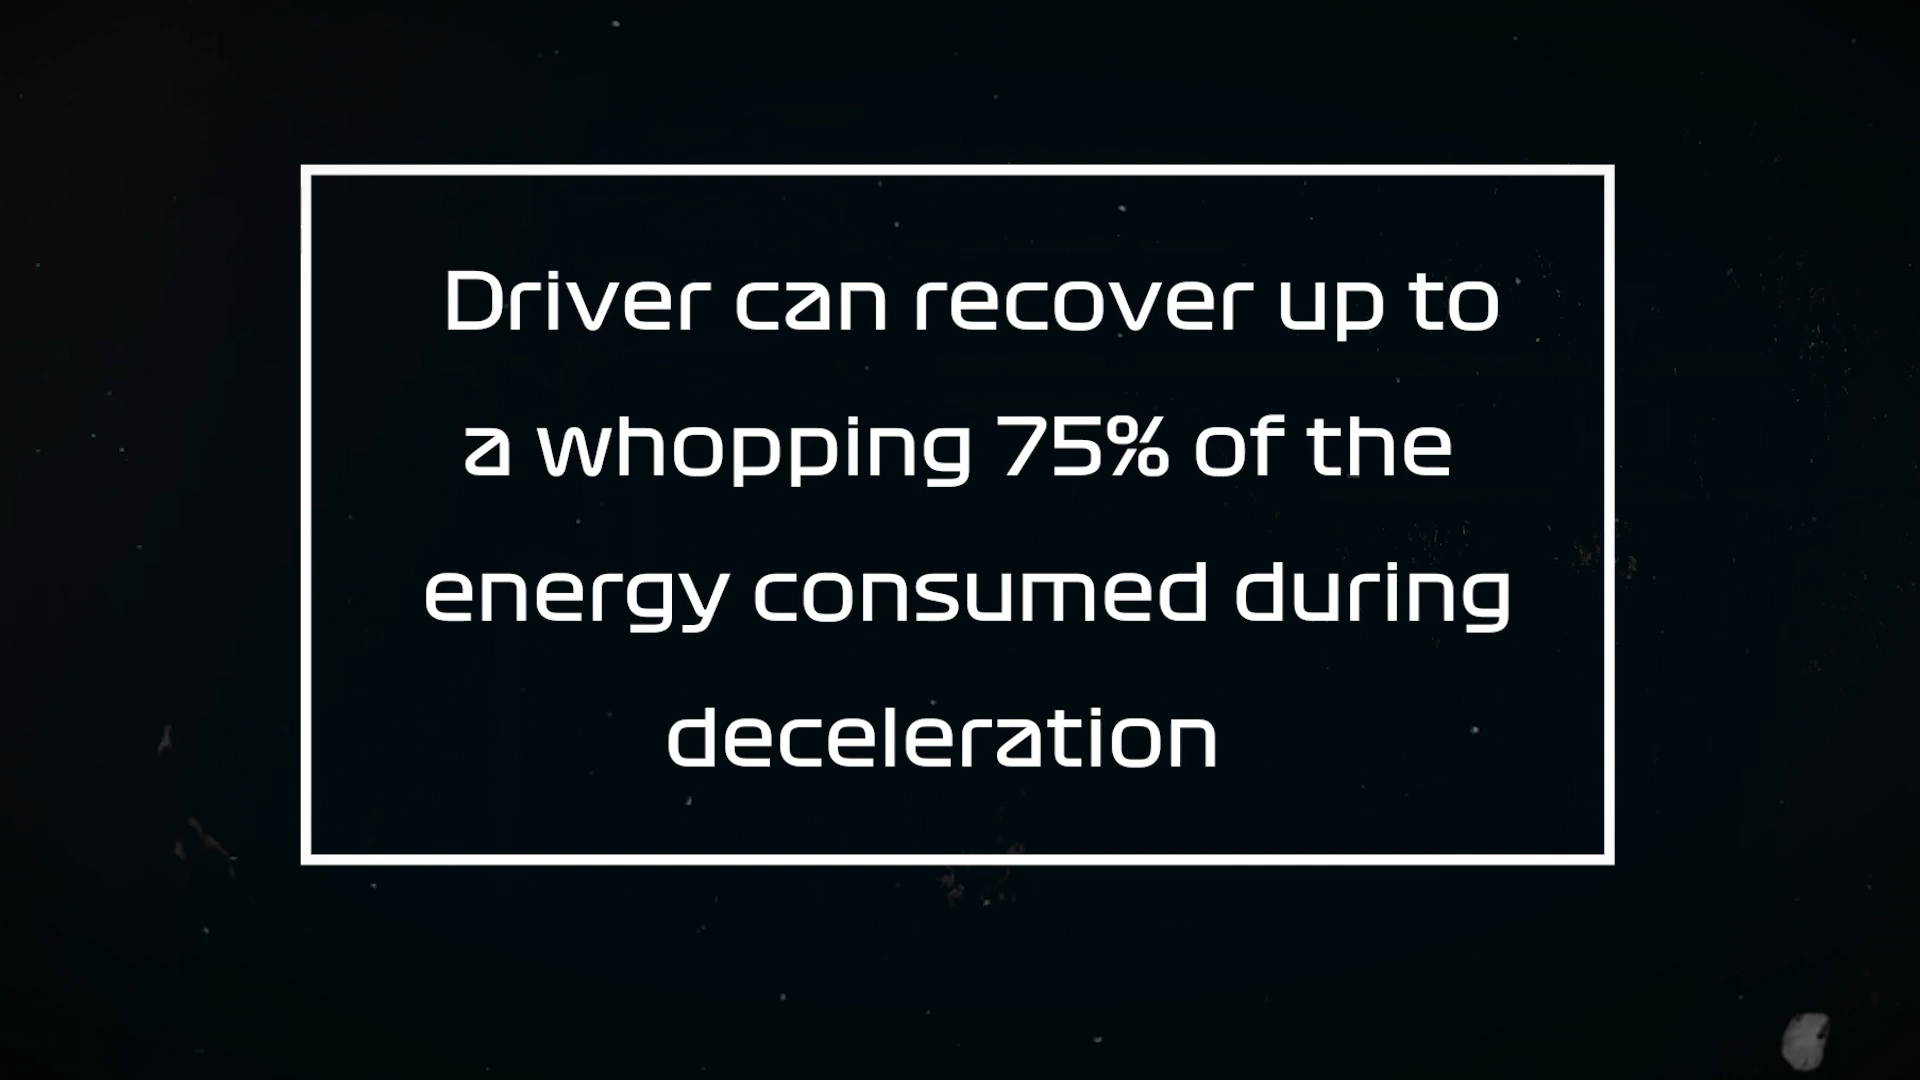 Driver can recover up to
a whopping 75% of the
energy consumed during
deceleration